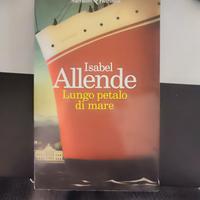 Isabel
Allende
Lungo petalo
di mare